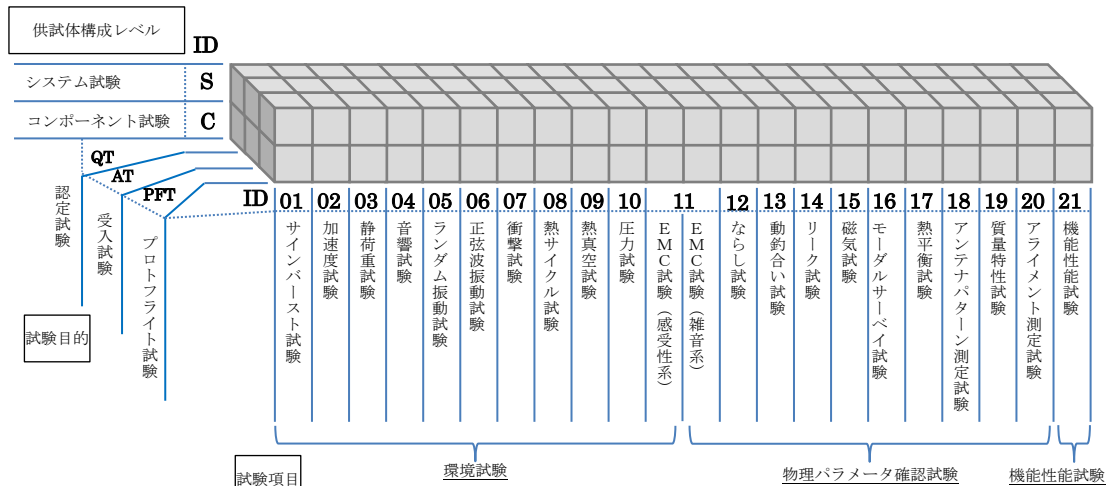 供試体構成レベル
ID
システム試験
S
コンポーネント試験
C
QT
AT
PFT
ID
01
02
03
04
05
06
07
08
09
10
11
12
13
14
15
16
17
18
19
20
21
認定試験
受入試験
プロトフライト試験
試験目的
サインバースト試験
加速度試験
静荷重試験
音響試験
ランダム振動試験
正弦波振動試験
衝撃試験
熱サイクル試験
熱真空試験
圧力試験
EMC試験(感受性系)
EMC試験(雑音系)
ならし試験
動釣合い試験
リーク試験
磁気試験
モーダルサーベイ試験
熱平衡試験
アンテナパターン測定試験
質量特性試験
アライメント測定試験
機能性能試験
試験項目
環境試験
物理パラメータ確認試験
機能性能試験